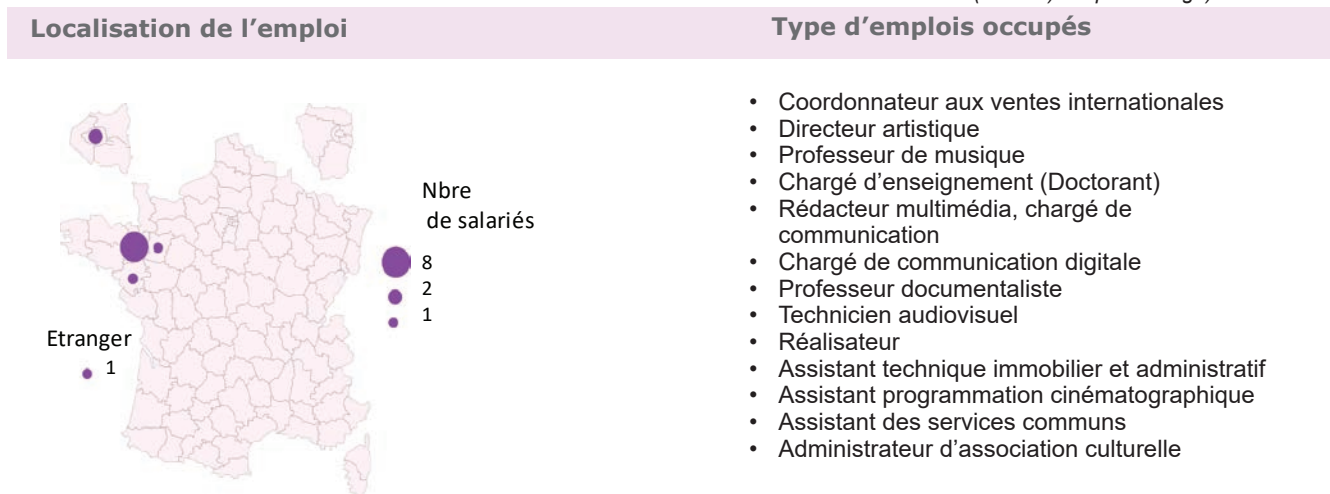 Localisation de l’emploi
Type d’emplois occupés
Nbre
de salariés
8
2
1
Etranger
1
• Coordonnateur aux ventes internationales
• Directeur artistique
• Professeur de musique
• Chargé d’enseignement (Doctorant)
• Rédacteur multimédia, chargé de
communication
• Chargé de communication digitale
• Professeur documentaliste
• Technicien audiovisuel
• Réalisateur
• Assistant technique immobilier et administratif
• Assistant programmation cinématographique
• Assistant des services communs
• Administrateur d’association culturelle